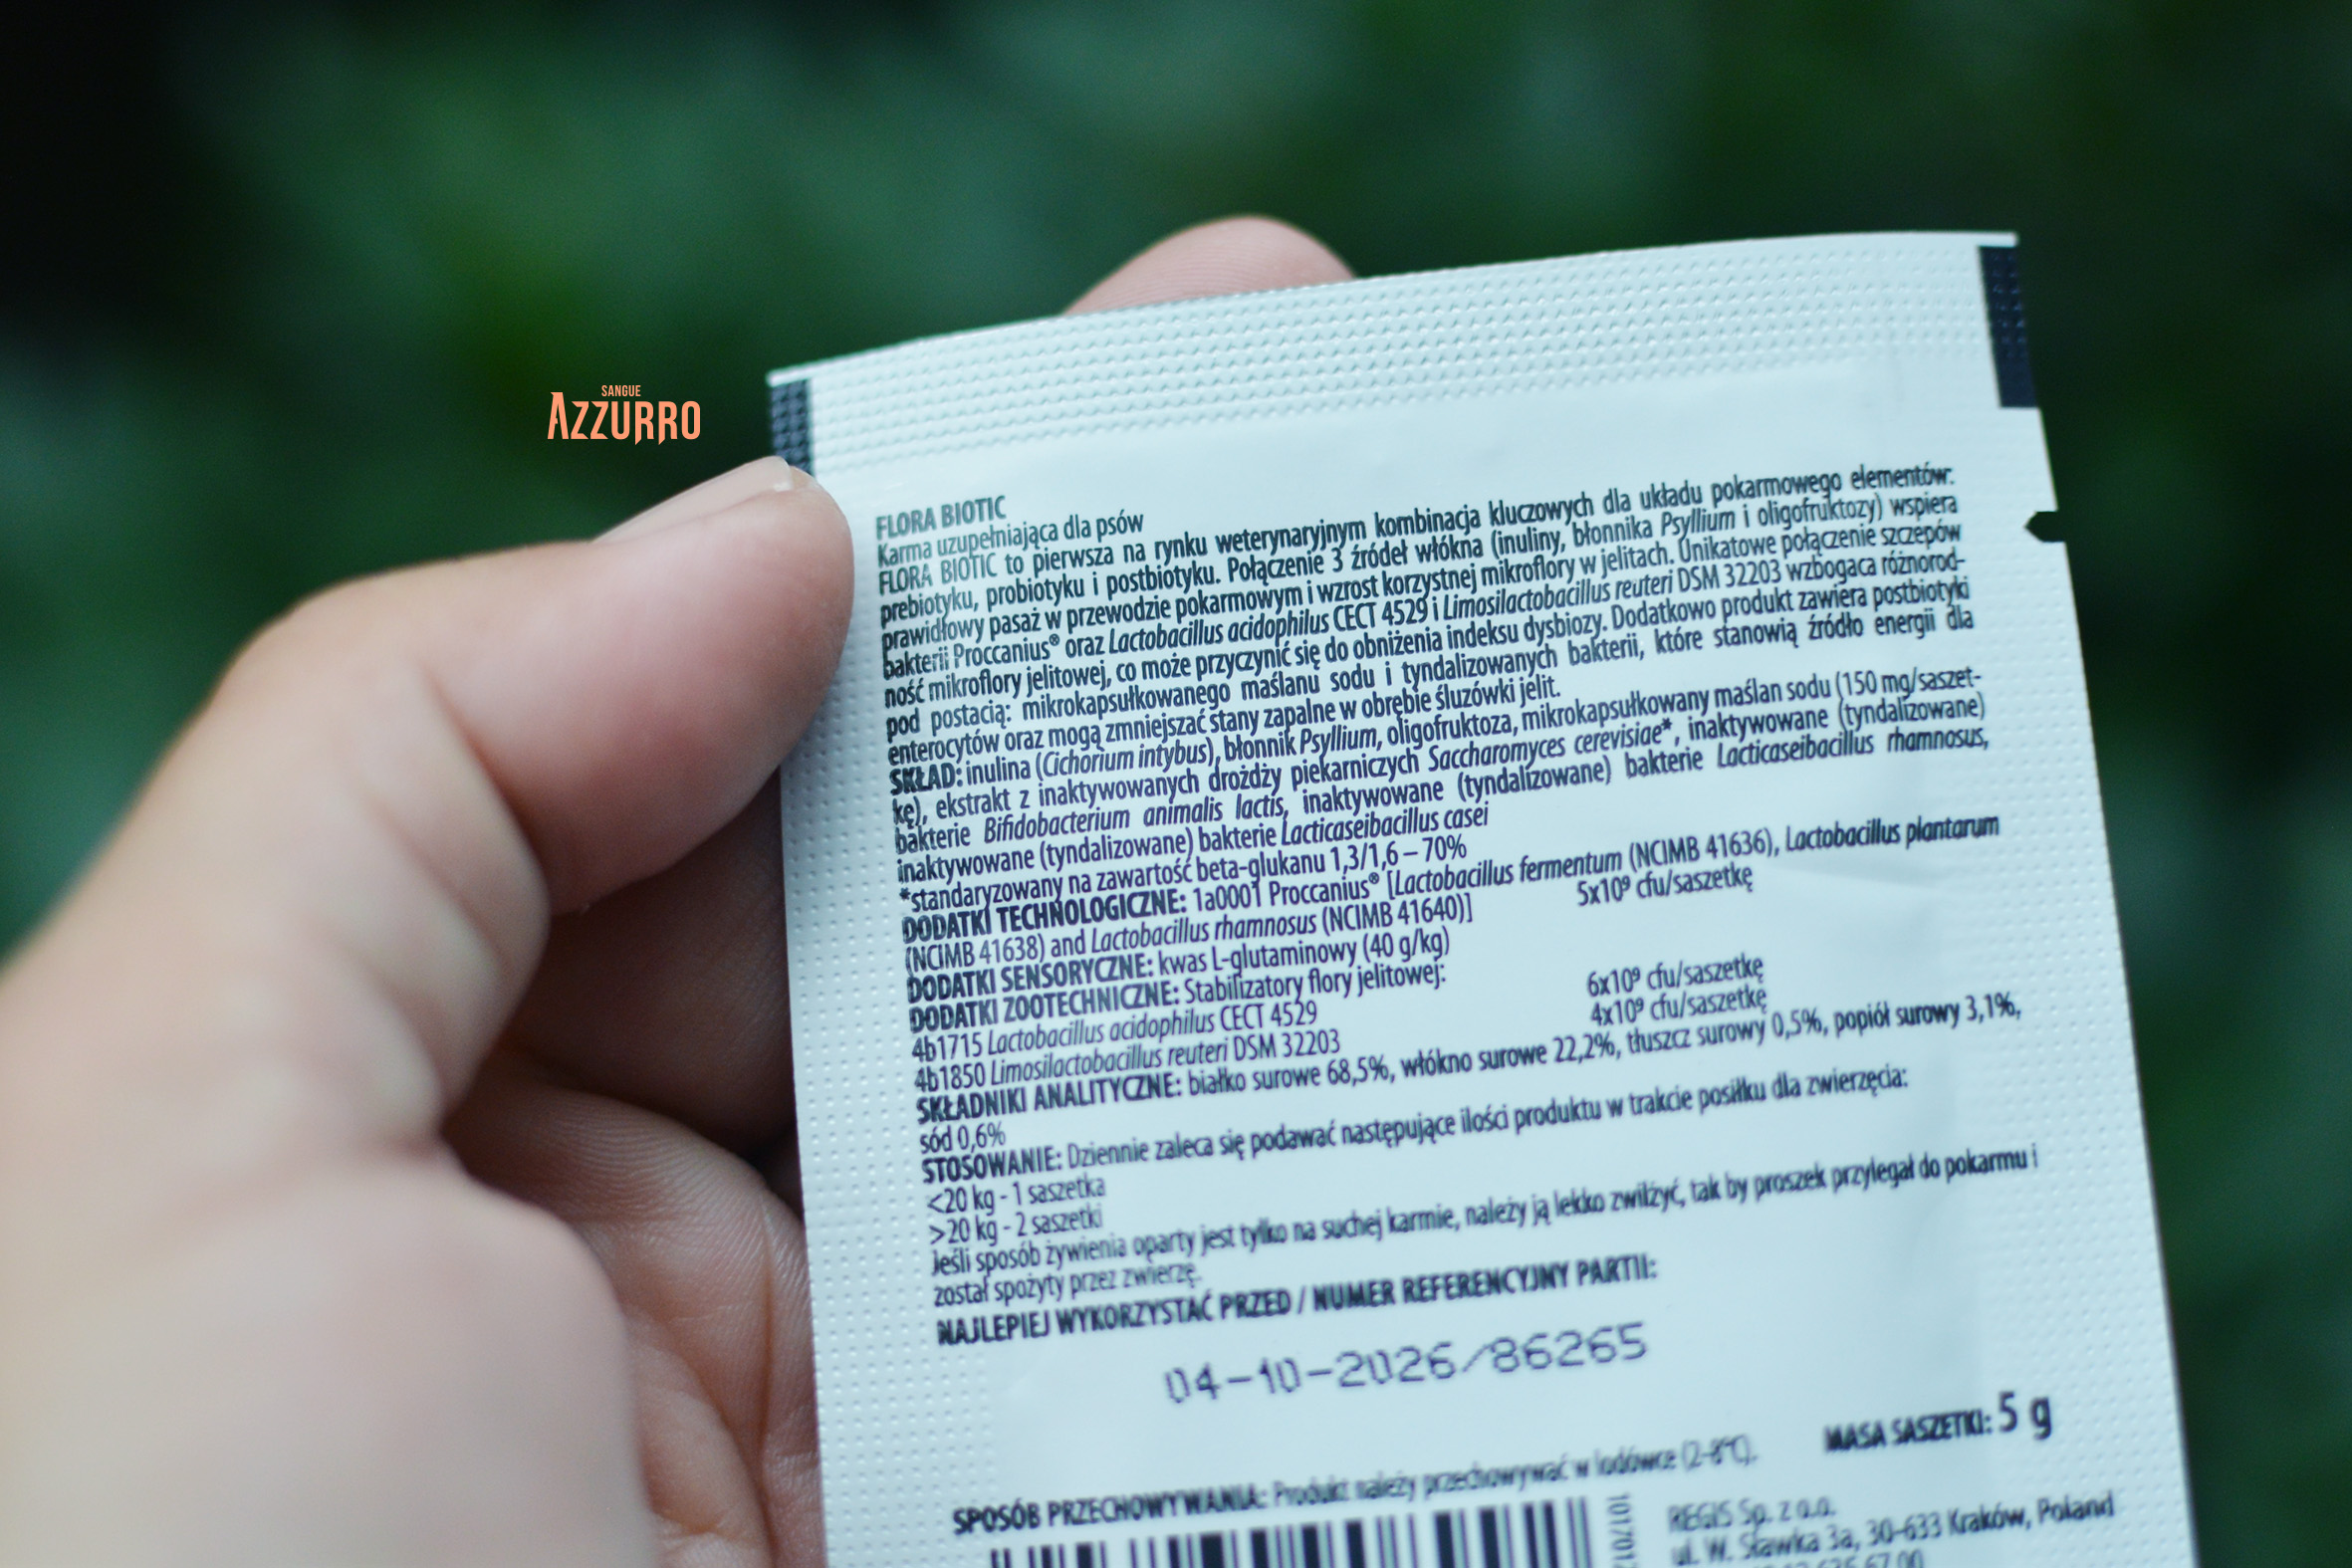 SANGUE
AZZURRO
FLORA BIOTIC
Karma uzupełniająca dla psów
FLORA BIOTIC to pierwsza na rynku weterynaryjnym kombinacja kluczowych dla układu pokarmowego elementów:
prebiotyku, probiotyku i postbiotyku. Połączenie 3 źródeł włókna (inuliny, błonnika Psyllium i oligofruktozy) wspiera
prawidłowy pasaż w przewodzie pokarmowym i wzrost korzystnej mikroflory w jelitach. Unikatowe połączenie szczepów
bakterii Proccanius® oraz Lactobacillus acidophilus CECT 4529 i Limosilactobacillus reuteri DSM 32203 wzbogaca różnorod-
ność mikroflory jelitowej, co może przyczynić się do obniżenia indeksu dysbiozy. Dodatkowo produkt zawiera postbiotyki
pod postacią: mikrokapsułkowanego maślanu sodu i tyndalizowanych bakterii, które stanowią źródło energii dla
enterocytów oraz mogą zmniejszać stany zapalne w obrębie śluzówki jelit.
SKŁAD: inulina (Cichorium intybus), błonnik Psyllium, oligofruktoza, mikrokapsułkowany maślan sodu (150 mg/saszet-
kę), ekstrakt z inaktywowanych drożdży piekarniczych Saccharomyces cerevisiae*, inaktywowane (tyndalizowane)
bakterie Bifidobacterium animalis lactis, inaktywowane (tyndalizowane) bakterie Lacticaseibacillus rhamnosus,
inaktywowane (tyndalizowane) bakterie Lacticaseibacillus casei
*standaryzowany na zawartość beta-glukanu 1,3/1,6 – 70%
DODATKI TECHNOLOGICZNE: 1a0001 Proccanius® [Lactobacillus fermentum (NCIMB 41636), Lactobacillus plantarum
(NCIMB 41638) and Lactobacillus rhamnosus (NCIMB 41640)] 5x10⁹ cfu/saszetkę
DODATKI SENSORYCZNE: kwas L-glutaminowy (40 g/kg)
DODATKI ZOOTECHNICZNE: Stabilizatory flory jelitowej:
4b1715 Lactobacillus acidophilus CECT 4529 6x10⁹ cfu/saszetkę
4b1850 Limosilactobacillus reuteri DSM 32203 4x10⁹ cfu/saszetkę
SKŁADNIKI ANALITYCZNE: białko surowe 68,5%, włókno surowe 22,2%, tłuszcz surowy 0,5%, popiół surowy 3,1%,
sód 0,6%
STOSOWANIE: Dziennie zaleca się podawać następujące ilości produktu w trakcie posiłku dla zwierzęcia:
<20 kg - 1 saszetka
>20 kg - 2 saszetki
Jeśli sposób żywienia oparty jest tylko na suchej karmie, należy ją lekko zwilżyć, tak by proszek przylegał do pokarmu i
został spożyty przez zwierzę.
NAJLEPIEJ WYKORZYSTAĆ PRZED / NUMER REFERENCYJNY PARTII:
04-10-2026/86265
MASA SASZETKI: 5 g
SPOSÓB PRZECHOWYWANIA: Produkt należy przechowywać w lodówce (2-8°C).
REGIS Sp. z o.o.
ul. W. Sławka 3a, 30-633 Kraków, Poland